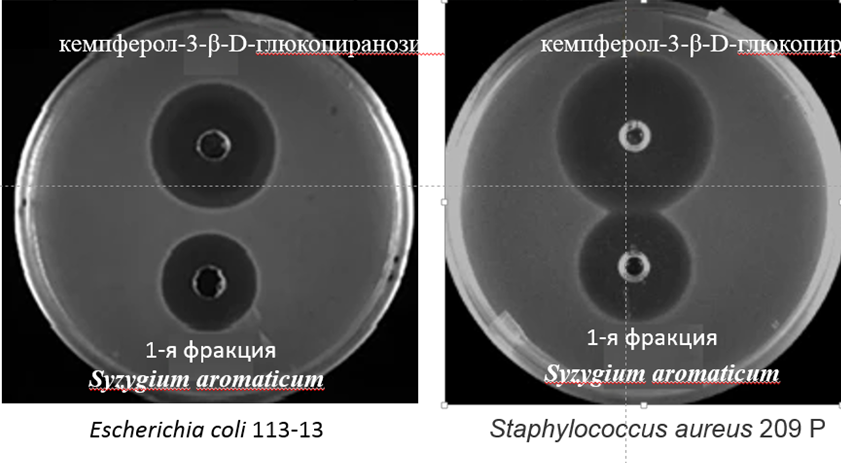 кемпферол-3-β-D-глюкопиранози
кемпферол-3-β-D-глюкопир
1-я фракция
Syzygium aromaticum
1-я фракция
Syzygium aromaticum
Escherichia coli 113-13
Staphylococcus aureus 209 P